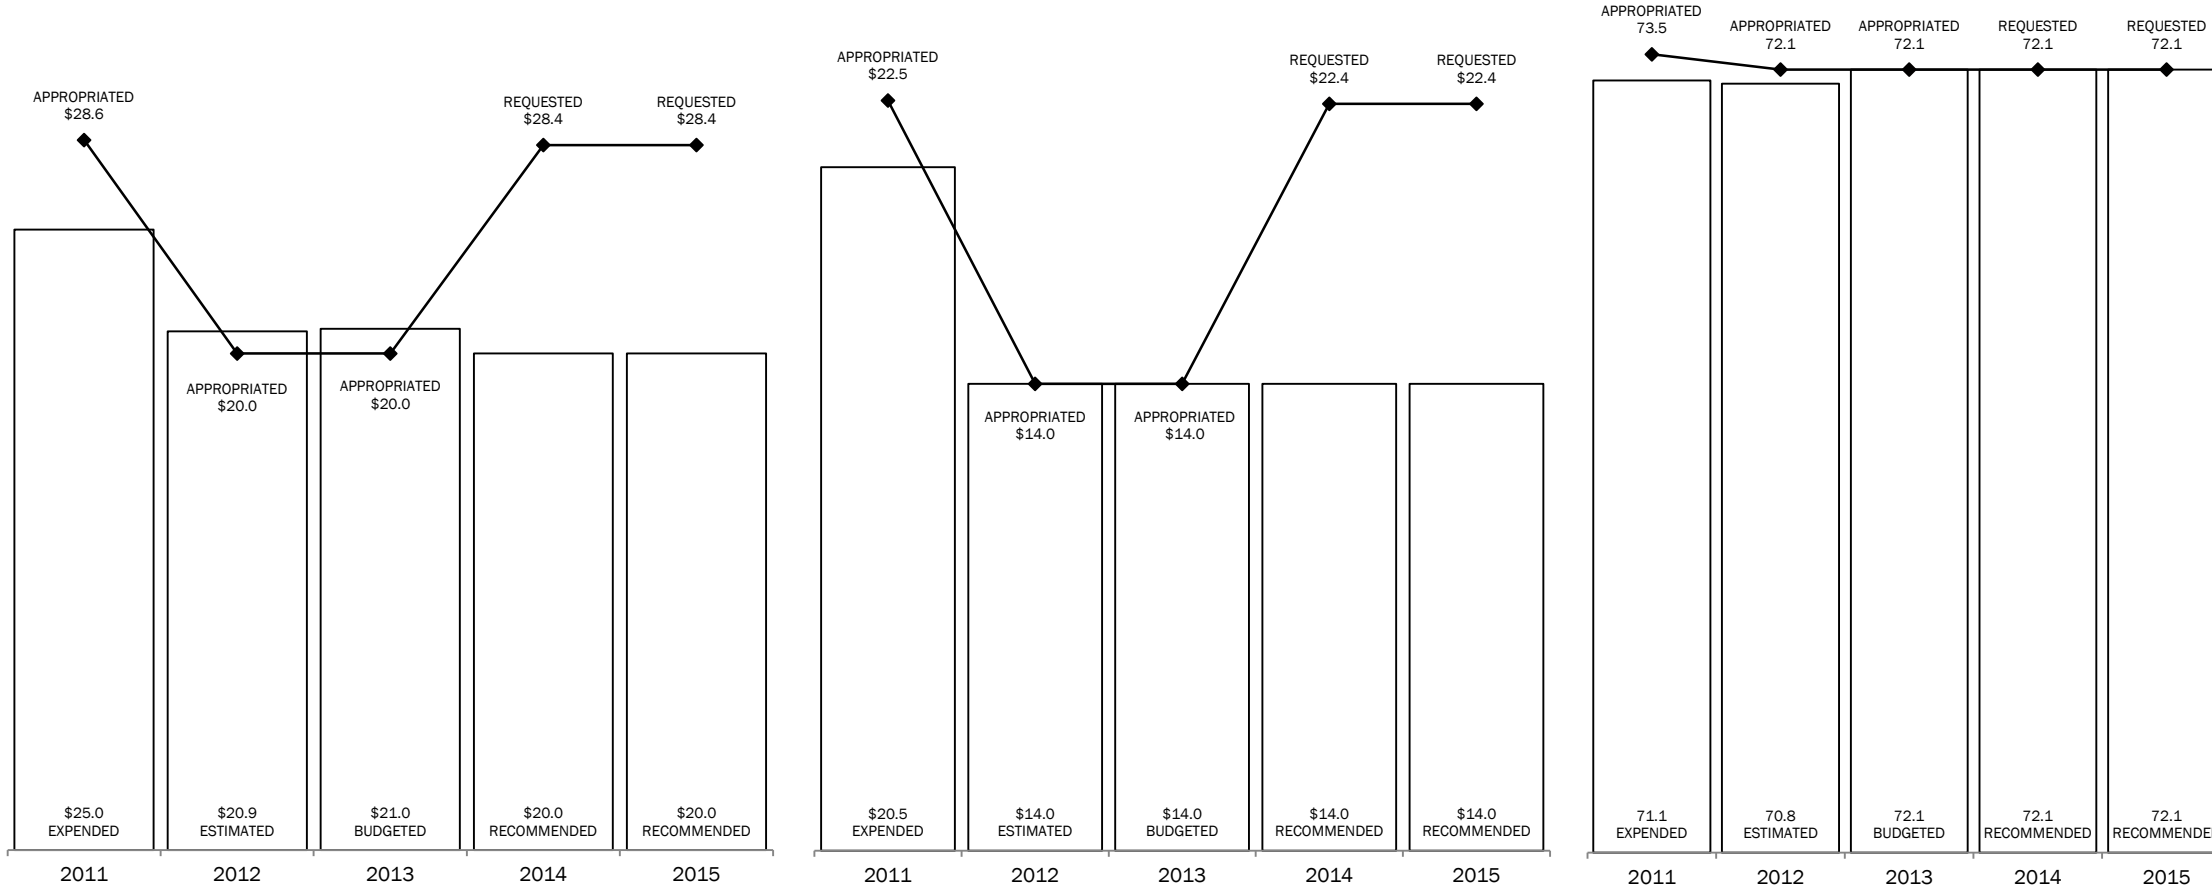 APPROPRIATED
$28.6
APPROPRIATED
$20.0
APPROPRIATED
$20.0
REQUESTED
$28.4
REQUESTED
$28.4
$25.0
EXPENDED
$20.9
ESTIMATED
$21.0
BUDGETED
$20.0
RECOMMENDED
$20.0
RECOMMENDED
2011
2012
2013
2014
2015
APPROPRIATED
$22.5
APPROPRIATED
$14.0
APPROPRIATED
$14.0
REQUESTED
$22.4
REQUESTED
$22.4
$20.5
EXPENDED
$14.0
ESTIMATED
$14.0
BUDGETED
$14.0
RECOMMENDED
$14.0
RECOMMENDED
2011
2012
2013
2014
2015
APPROPRIATED
73.5
APPROPRIATED
72.1
APPROPRIATED
72.1
REQUESTED
72.1
REQUESTED
72.1
71.1
EXPENDED
70.8
ESTIMATED
72.1
BUDGETED
72.1
RECOMMENDED
72.1
RECOMMENDE
2011
2012
2013
2014
2015